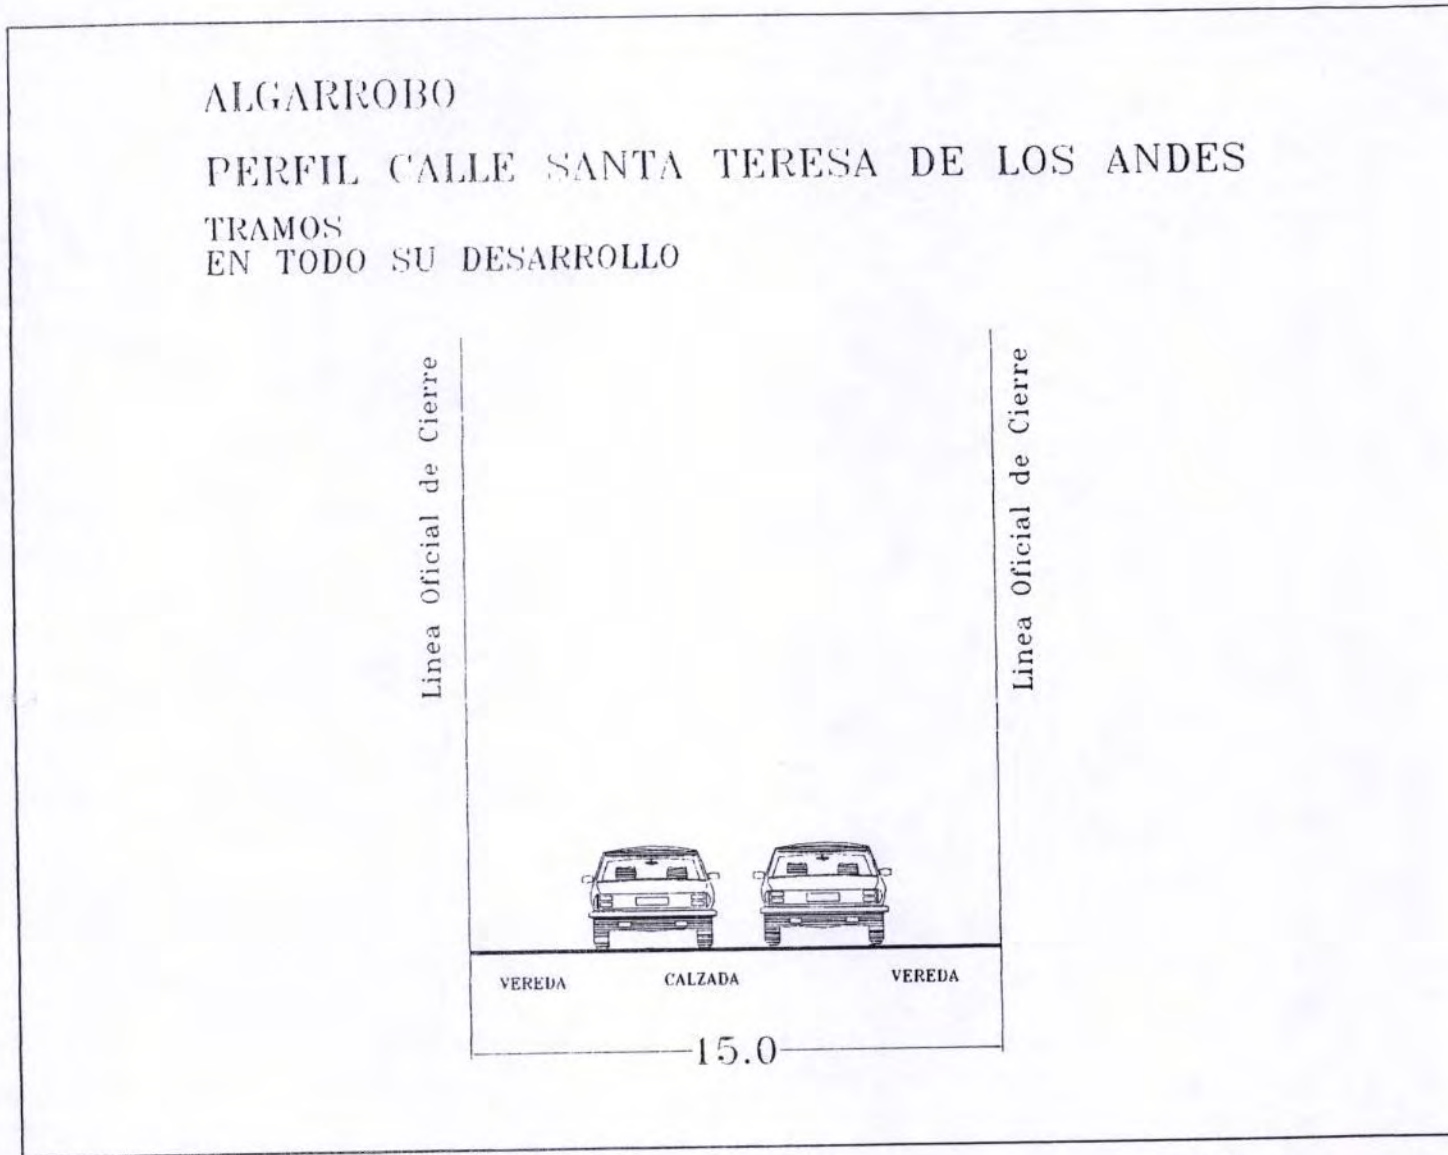 ALGARROBO
PERFIL CALLE SANTA TERESA DE LOS ANDES
TRAMOS
EN TODO SU DESARROLLO
Linea Oficial de Cierre
Linea Oficial de Cierre
VEREDA CALZADA VEREDA
15.0